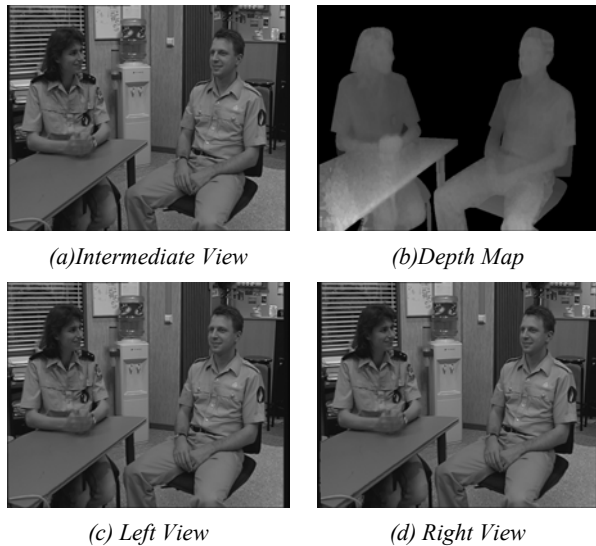 (a)Intermediate View
(b)Depth Map
(c) Left View
(d) Right View